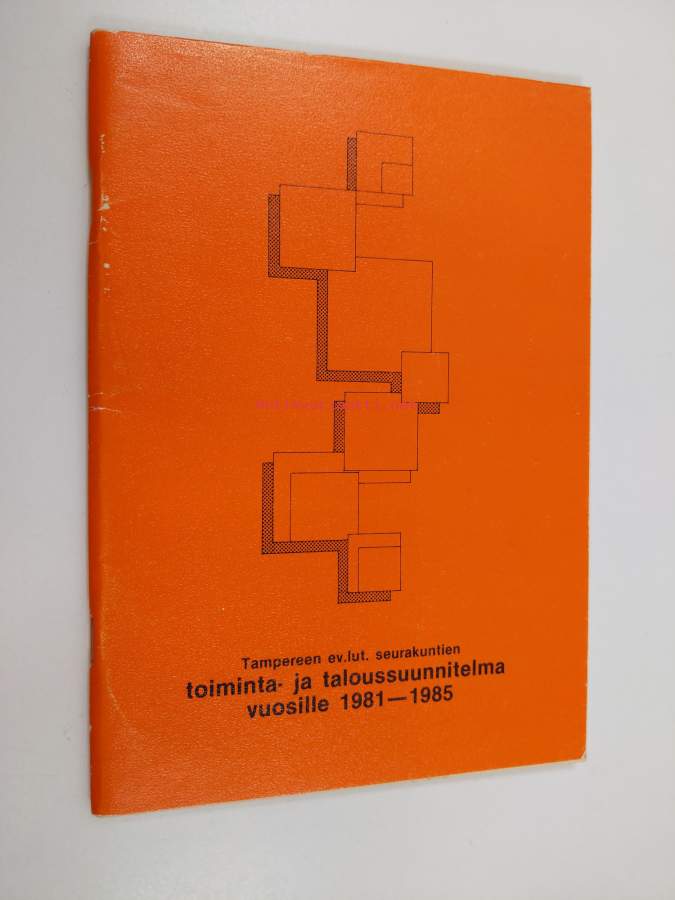 Tampereen ev.lut. seurakuntien
toiminta- ja taloussuunnitelma
vuosille 1981—1985